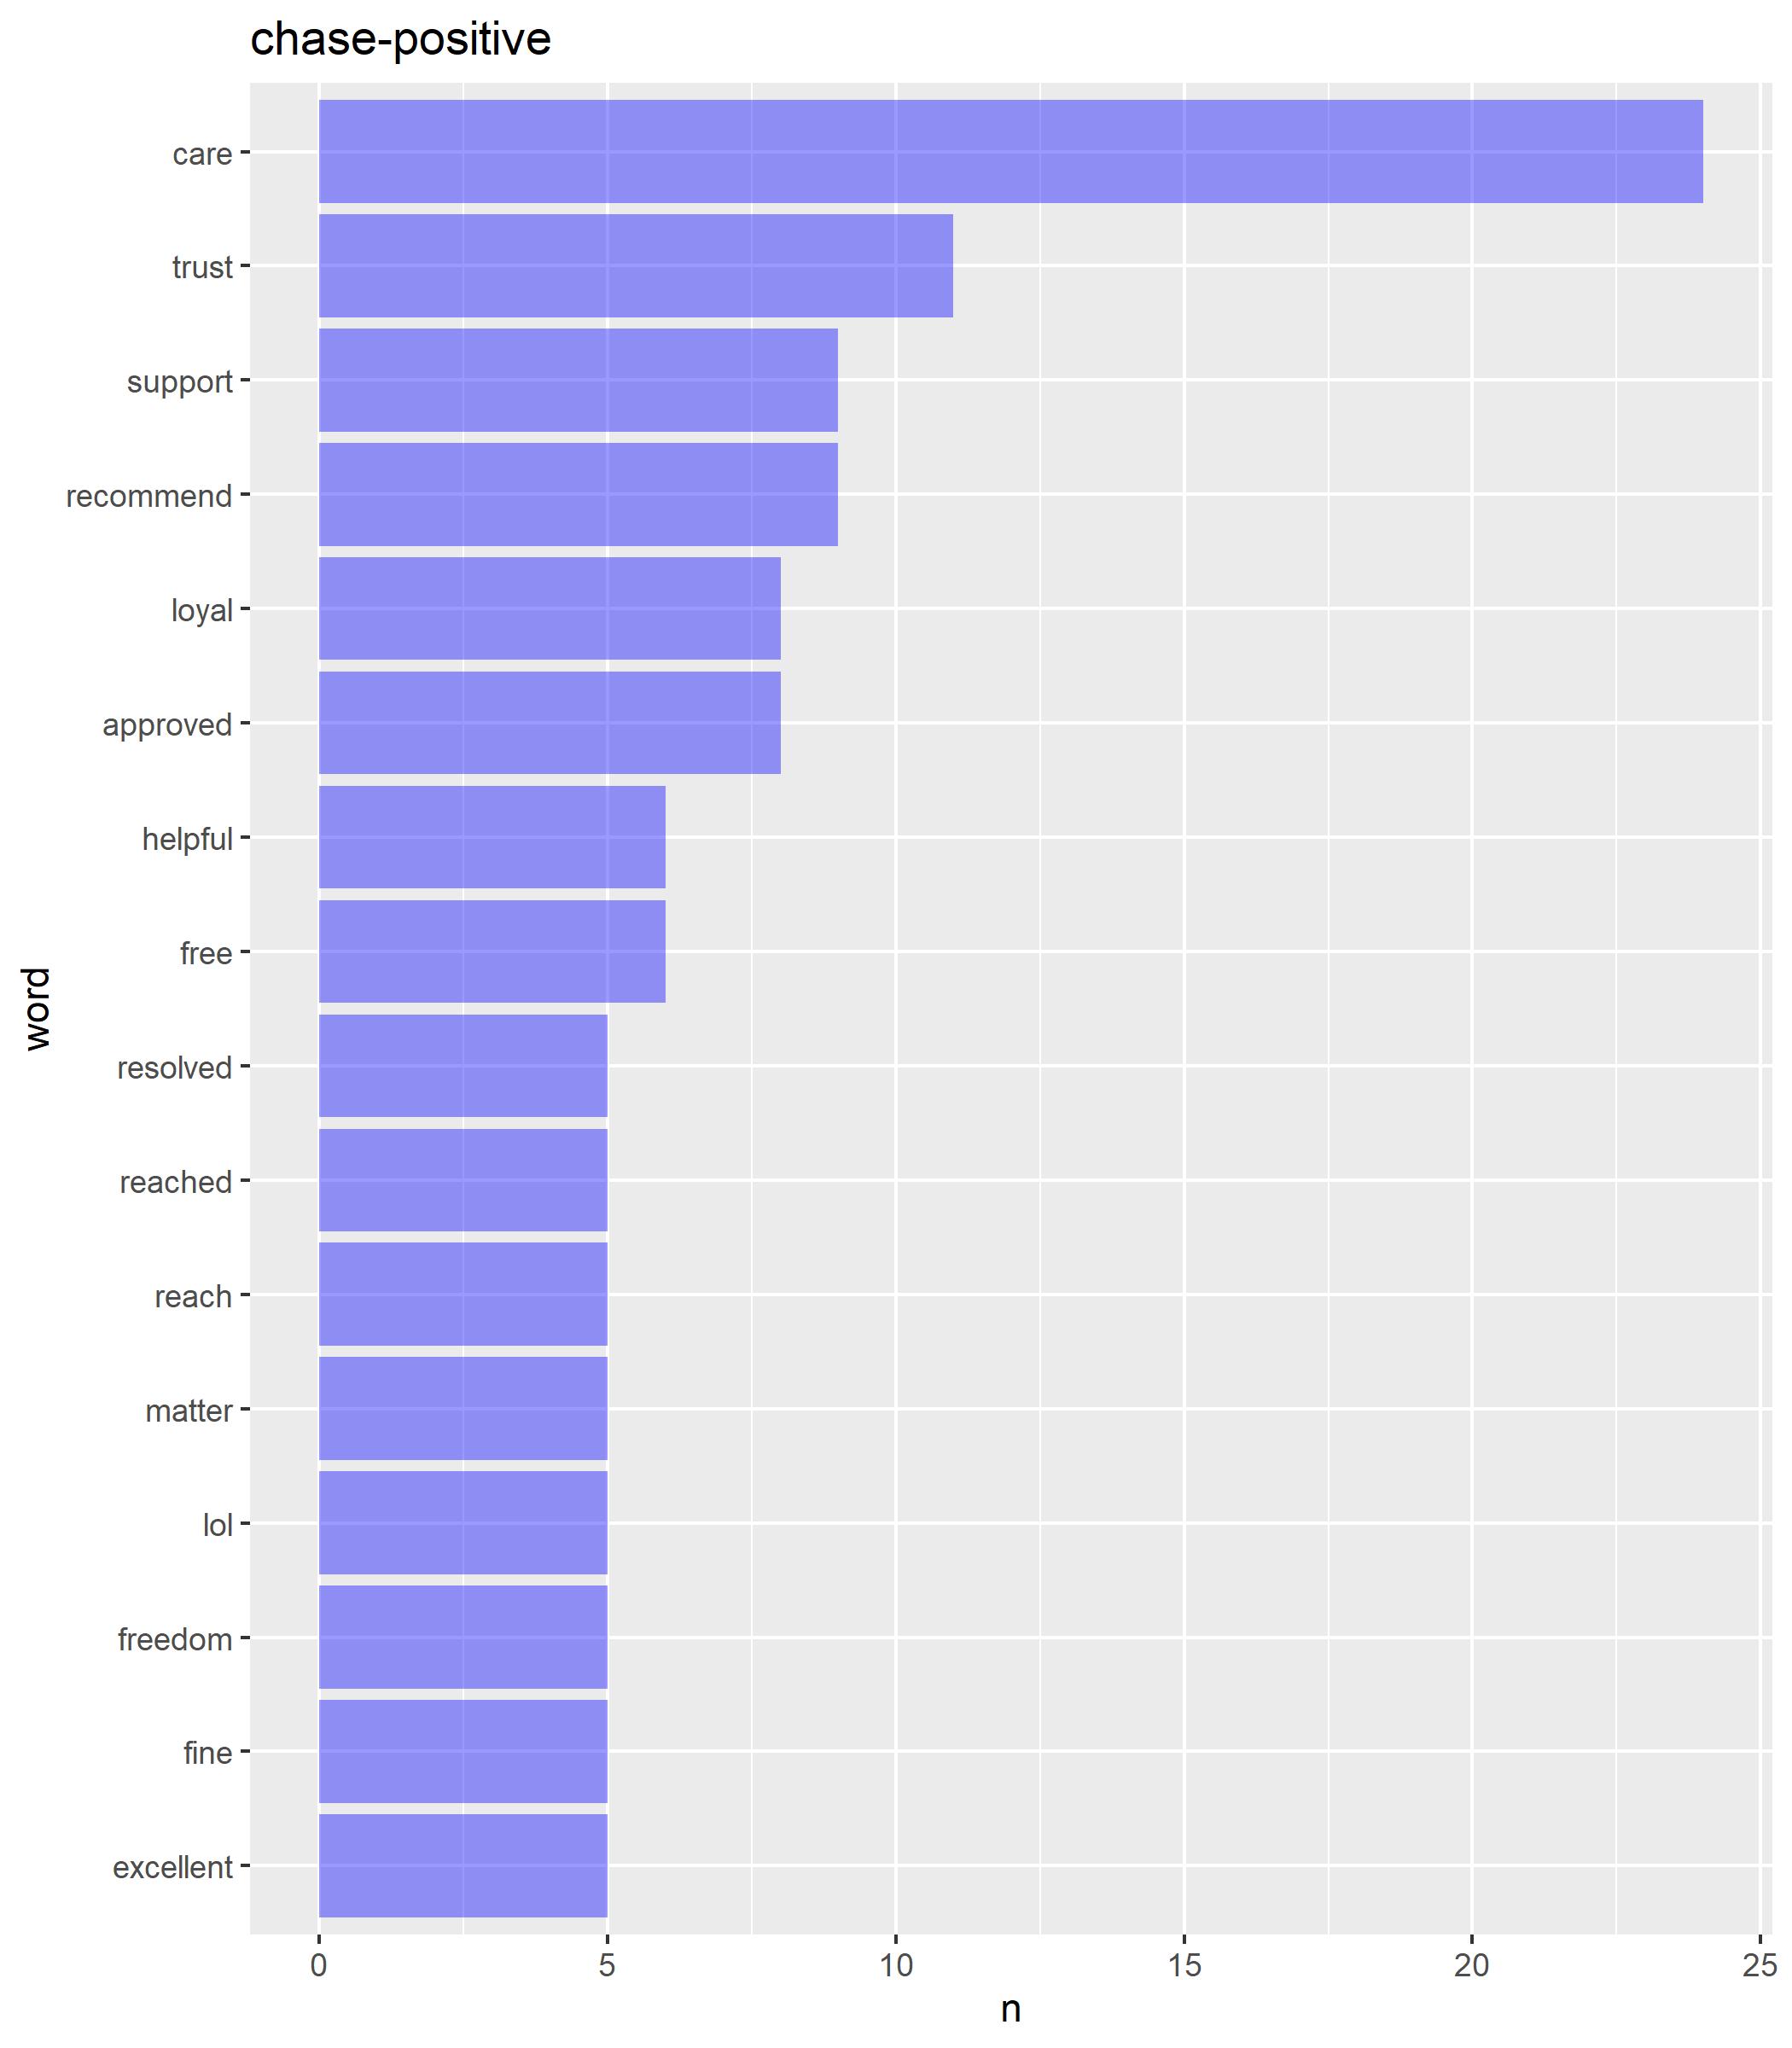 chase-positive
care
trust
support
recommend
loyal
approved
helpful
free
resolved
reached
reach
matter
lol
freedom
fine
excellent
word
0 5 10 15 20 25
n